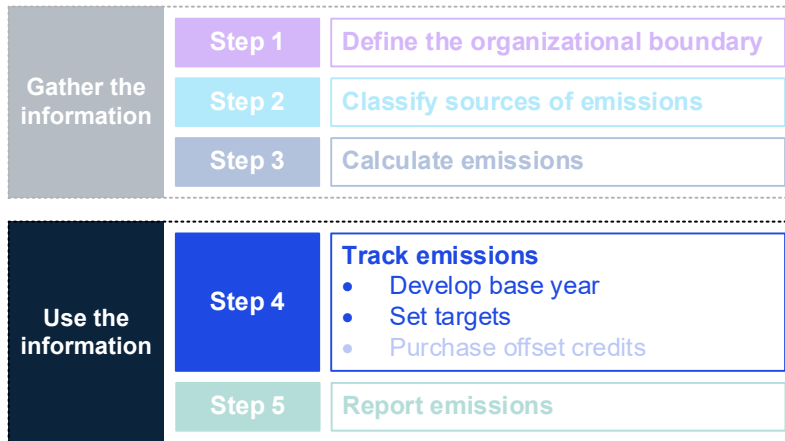 Gather the
information
Step 1
Define the organizational boundary
Step 2
Classify sources of emissions
Step 3
Calculate emissions
Use the
information
Step 4
Track emissions
• Develop base year
• Set targets
• Purchase offset credits
Step 5
Report emissions